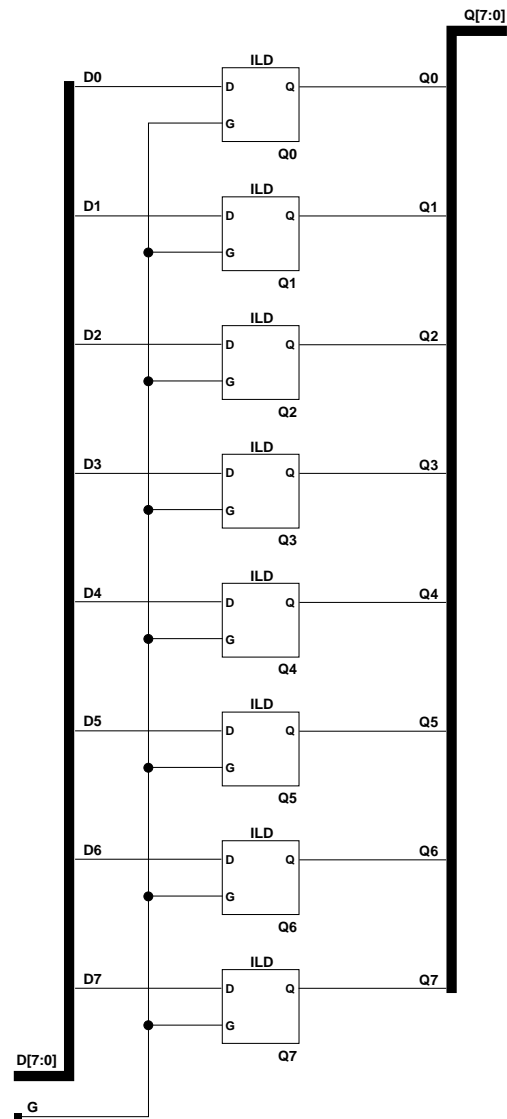 Q[7:0]
ILD
D0 D Q Q0
G
Q0
ILD
D1 D Q Q1
G
Q1
ILD
D2 D Q Q2
G
Q2
ILD
D3 D Q Q3
G
Q3
ILD
D4 D Q Q4
G
Q4
ILD
D5 D Q Q5
G
Q5
ILD
D6 D Q Q6
G
Q6
ILD
D7 D Q Q7
G
Q7
D[7:0]
G